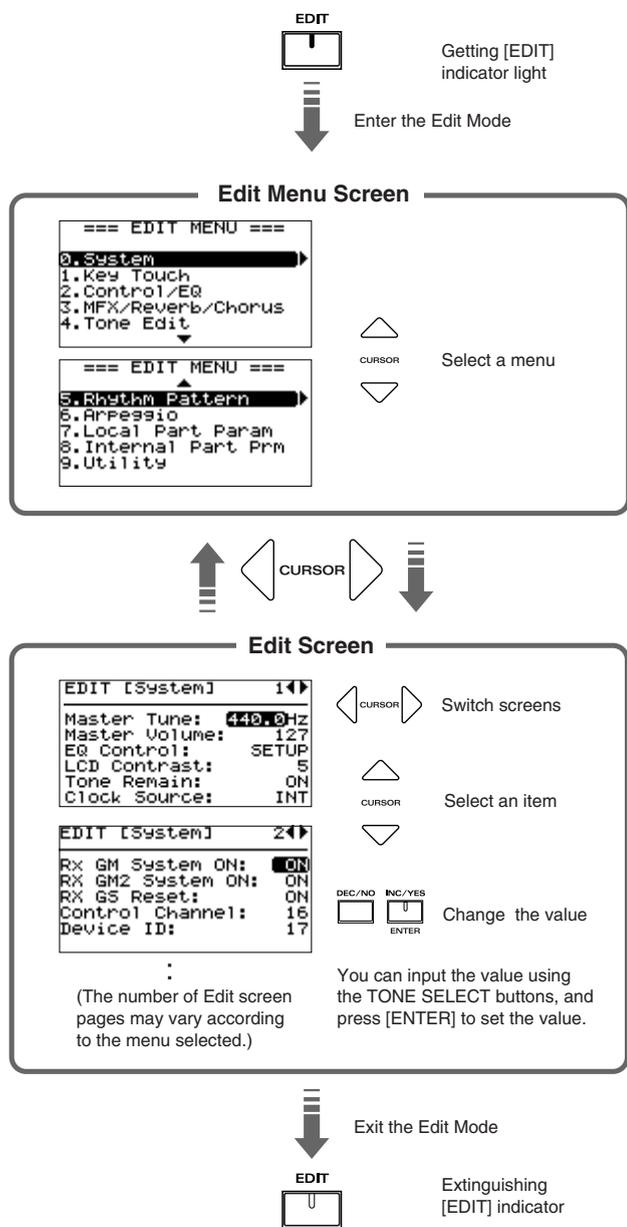 EDIT
Getting [EDIT]
indicator light
Enter the Edit Mode
Edit Menu Screen
=== EDIT MENU ===
0.System
1.Key Touch
2.Control/EQ
3.MFX/Reverb/Chorus
4.Tone Edit
=== EDIT MENU ===
5.Rhythm Pattern
6.Arpeggio
7.Local Part Param
8.Internal Part Prm
9.Utility
CURSOR
Select a menu
CURSOR
Edit Screen
EDIT [System] 1
Master Tune: 440.0Hz
Master Volume: 127
EQ Control: SETUP
LCD Contrast: 5
Tone Remain: ON
Clock Source: INT
CURSOR
Switch screens
CURSOR
Select an item
EDIT [System] 2
Rx GM System ON: ON
RX GM2 System ON: ON
RX GS Reset: ON
Control Channel: 16
Device ID: 17
DEC/NO INC/YES
ENTER
Change the value
:
(The number of Edit screen
pages may vary according
to the menu selected.)
You can input the value using
the TONE SELECT buttons, and
press [ENTER] to set the value.
Exit the Edit Mode
EDIT
Extinguishing
[EDIT] indicator